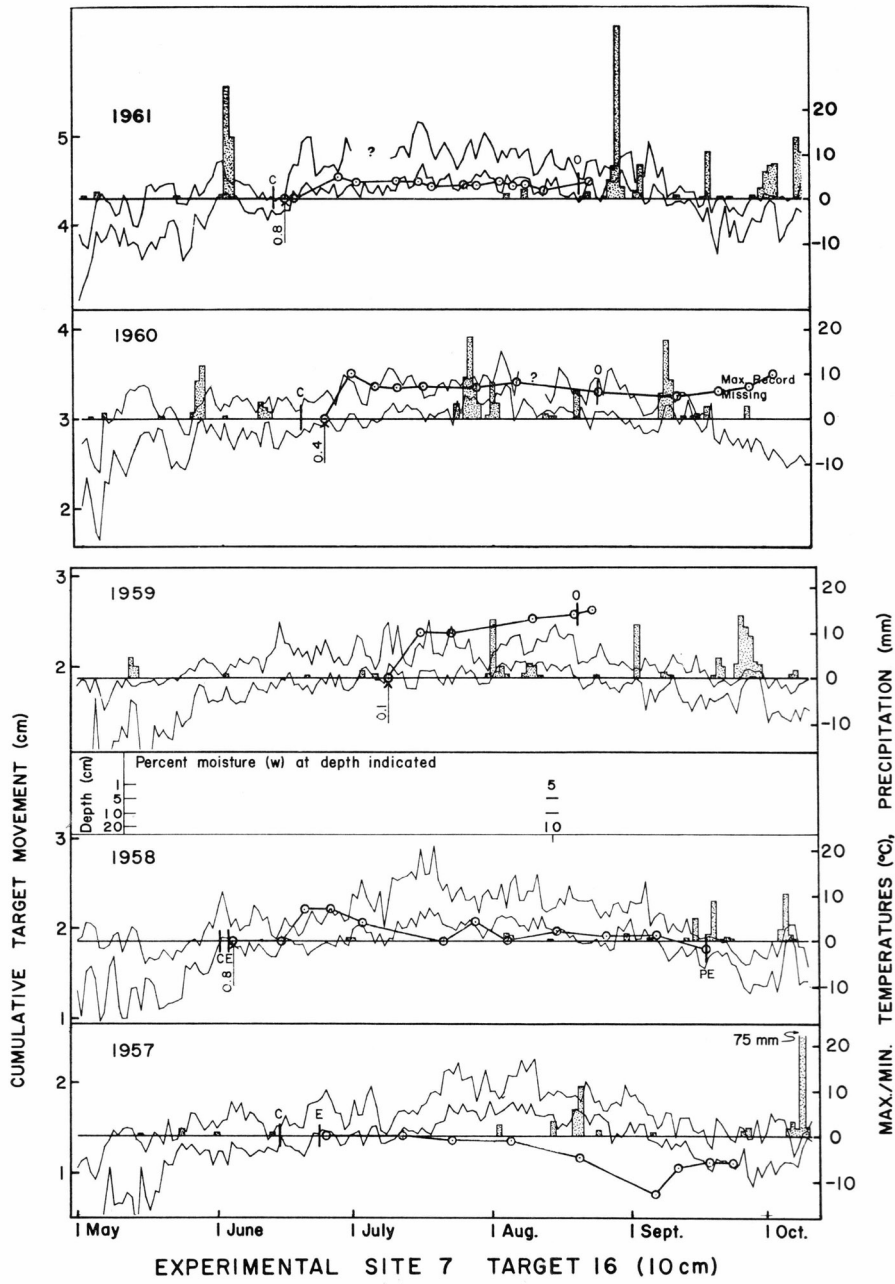 1961
5
4
20
10
0
-10
?
C
O
0.8
1960
4
3
2
20
10
0
-10
?
C
O
0.4
Max. Record
Missing
1959
3
2
20
10
0
-10
O
0.1
Depth (cm)
Percent moisture (w) at depth indicated
1
5
10
20
5
10
1958
3
2
1
20
10
0
-10
CE
0.8
PE
1957
2
1
20
10
0
-10
C
E
75 mm
1 May
1 June
1 July
1 Aug.
1 Sept.
1 Oct.
CUMULATIVE TARGET MOVEMENT (cm)
MAX./MIN. TEMPERATURES (°C), PRECIPITATION (mm)
EXPERIMENTAL SITE 7 TARGET 16 (10 cm)